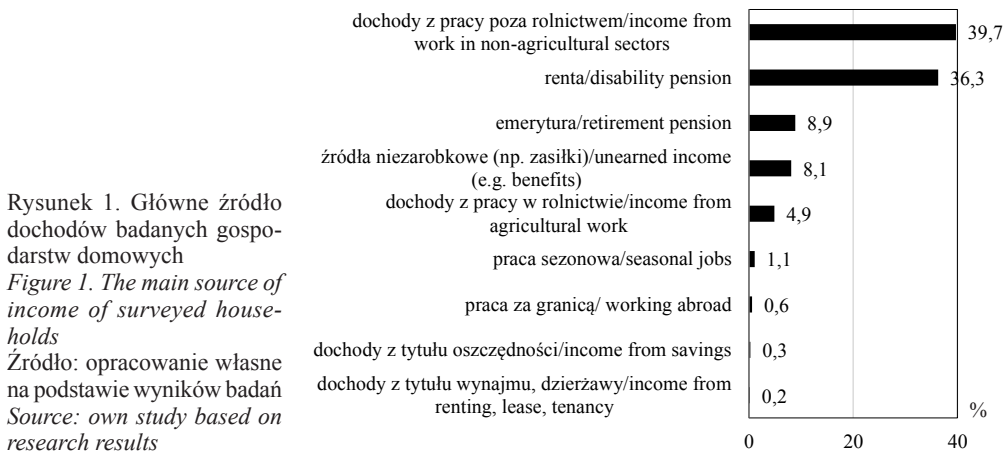 dochody z pracy poza rolnictwem/income from
work in non-agricultural sectors
39,7
renta/disability pension
36,3
emerytura/retirement pension
8,9
źródła niezarobkowe (np. zasiłki)/unearned income
(e.g. benefits)
8,1
dochody z pracy w rolnictwie/income from
agricultural work
4,9
praca sezonowa/seasonal jobs
1,1
praca za granicą/ working abroad
0,6
dochody z tytułu oszczędności/income from savings
0,3
dochody z tytułu wynajmu, dzierżawy/income from
renting, lease, tenancy
0,2
%
0 20 40
Rysunek 1. Główne źródło
dochodów badanych gospo-
darstw domowych
Figure 1. The main source of
income of surveyed house-
holds
Źródło: opracowanie własne
na podstawie wyników badań
Source: own study based on
research results